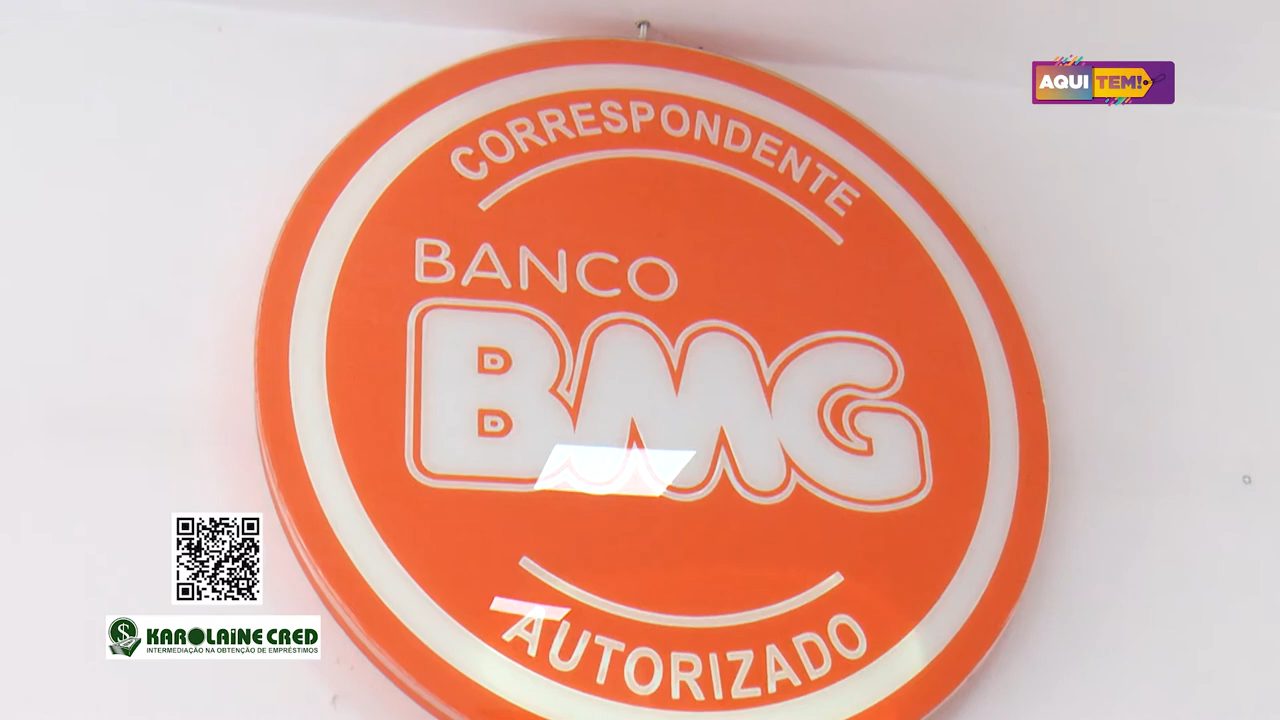 AQUI TEM!
CORRESPONDENTE
BANCO
BMG
AUTORIZADO
KAROLAINE CRED
INTERMEDIAÇÃO NA OBTENÇÃO DE EMPRÉSTIMOS